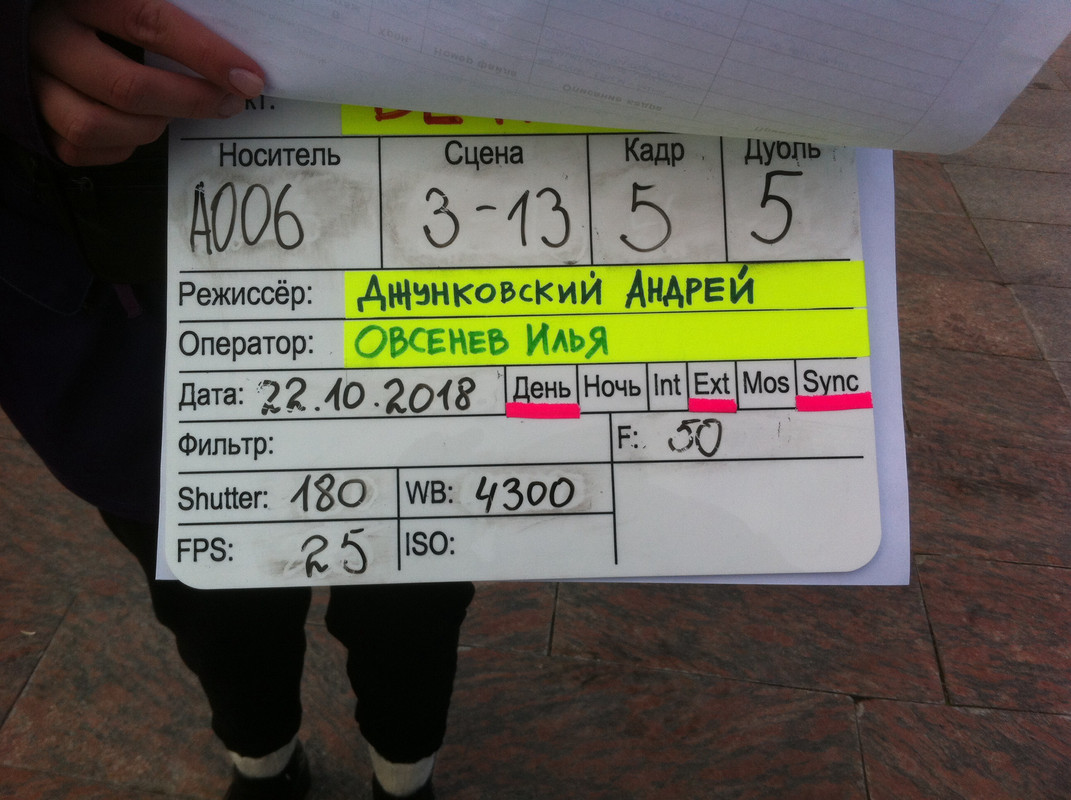 кт:
Носитель Сцена Кадр Дубль
A006 3-13 5 5
Режиссёр: Джунковский Андрей
Оператор: Овсенев Илья
Дата: 22.10.2018 День Ночь Int Ext Mos Sync
Фильтр: F: 50
Shutter: 180 WB: 4300
FPS: 25 ISO: